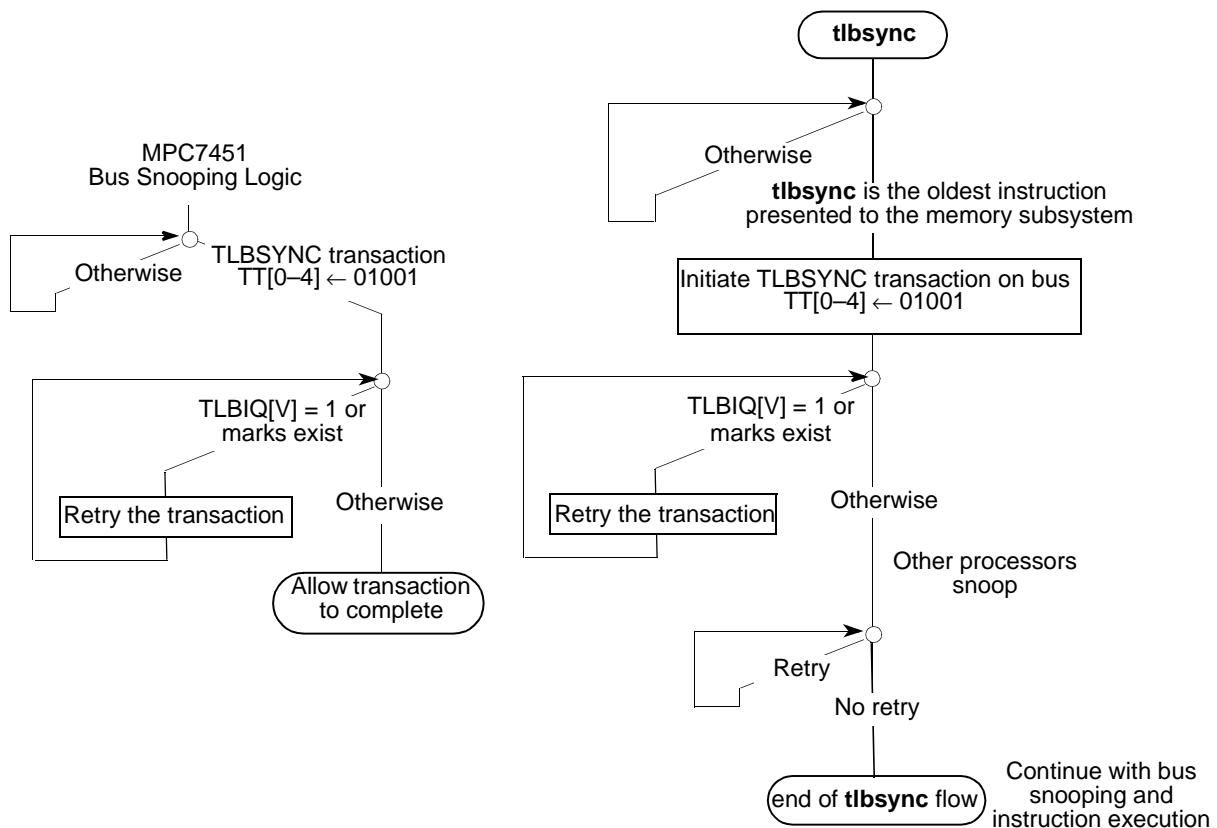 MPC7451
Bus Snooping Logic
Otherwise
TLBSYNC transaction
TT[0–4] ← 01001
TLBIQ[V] = 1 or
marks exist
Retry the transaction
Otherwise
Allow transaction
to complete
tlbsync
Otherwise
tlbsync is the oldest instruction
presented to the memory subsystem
Initiate TLBSYNC transaction on bus
TT[0–4] ← 01001
TLBIQ[V] = 1 or
marks exist
Retry the transaction
Otherwise
Other processors
snoop
Retry
No retry
end of tlbsync flow
Continue with bus
snooping and
instruction execution